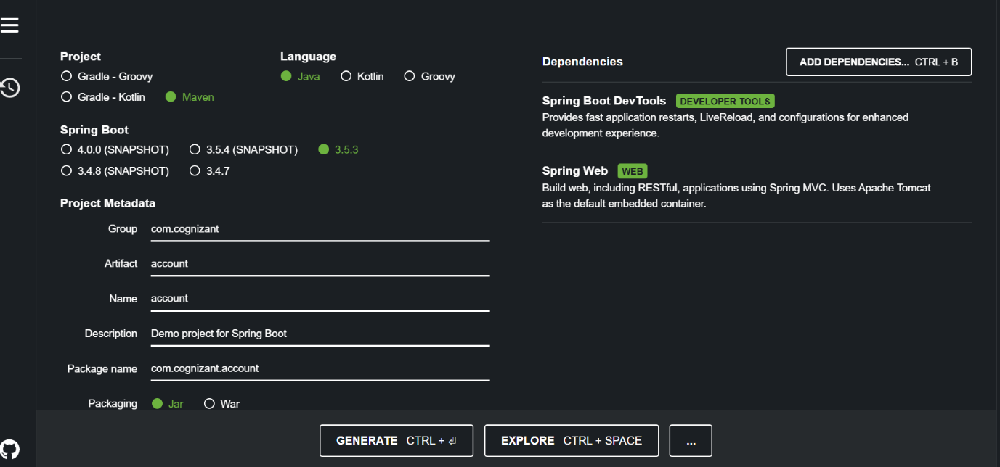 Project
Gradle - Groovy
Gradle - Kotlin Maven
Language
Java Kotlin Groovy
Spring Boot
4.0.0 (SNAPSHOT) 3.5.4 (SNAPSHOT) 3.5.3
3.4.8 (SNAPSHOT) 3.4.7
Project Metadata
Group com.cognizant
Artifact account
Name account
Description Demo project for Spring Boot
Package name com.cognizant.account
Packaging Jar War
Dependencies
ADD DEPENDENCIES... CTRL + B
Spring Boot DevTools DEVELOPER TOOLS
Provides fast application restarts, LiveReload, and configurations for enhanced
development experience.
Spring Web WEB
Build web, including RESTful, applications using Spring MVC. Uses Apache Tomcat
as the default embedded container.
GENERATE CTRL + ⏎
EXPLORE CTRL + SPACE
...